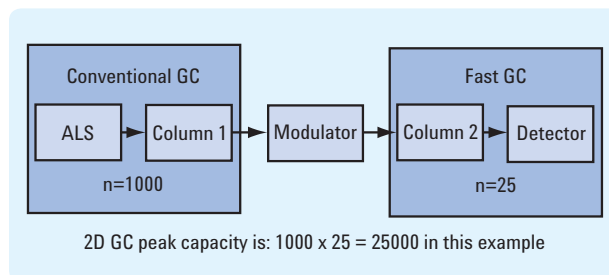 Conventional GC
Fast GC
ALS
Column 1
Modulator
Column 2
Detector
n=1000
n=25
2D GC peak capacity is: 1000 x 25 = 25000 in this example